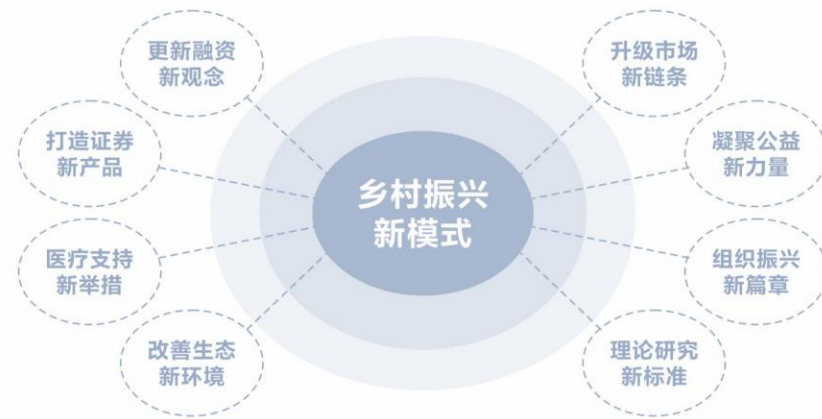 更新融资
新观念
升级市场
新链条
打造证券
新产品
凝聚公益
新力量
乡村振兴
新模式
医疗支持
新举措
组织振兴
新篇章
改善生态
新环境
理论研究
新标准